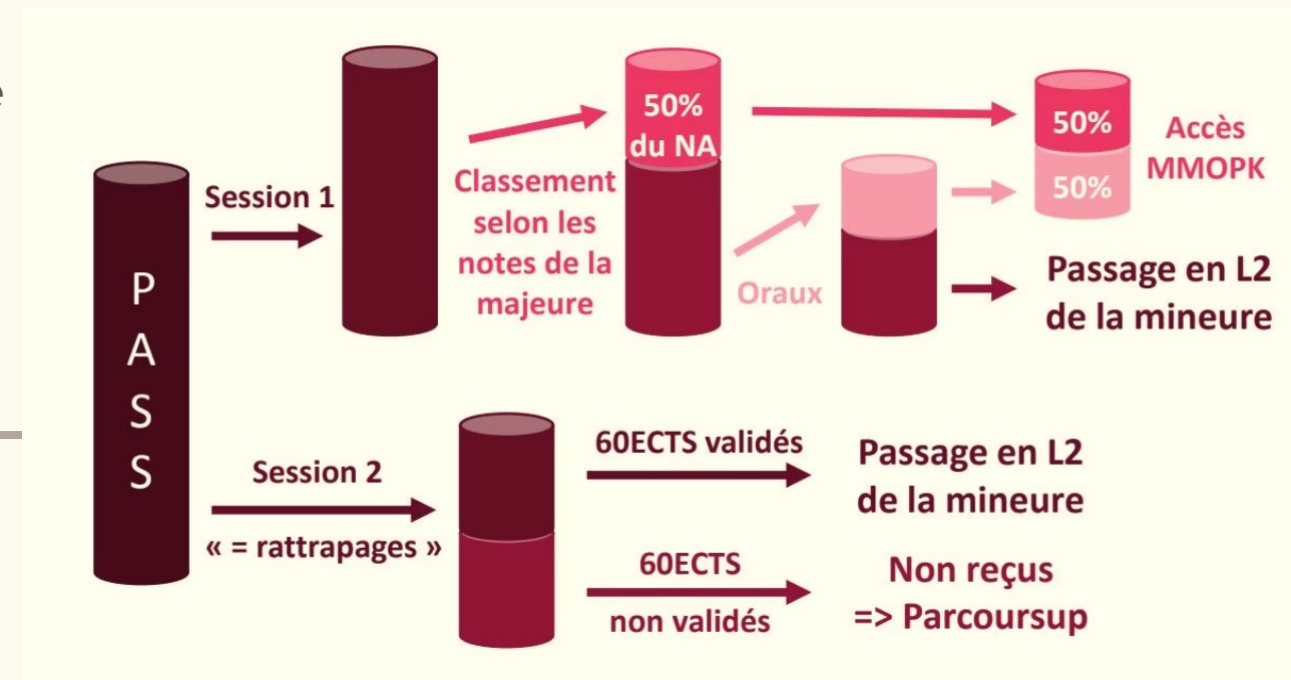 e
P
A
S
S
Session 1
Classement
selon les
notes de la
majeure
50%
du NA
Oraux
50%
50%
Accès
MMOPK
Passage en L2
de la mineure
Session 2
« = rattrapages »
60ECTS validés
Passage en L2
de la mineure
60ECTS
non validés
Non reçus
=> Parcoursup